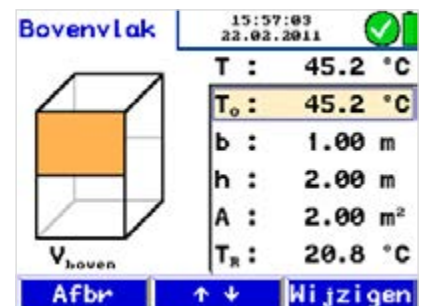 Bovenvlak
15:57:03
22.02.2011
T : 45.2 °C
To : 45.2 °C
b : 1.00 m
h : 2.00 m
A : 2.00 m²
TR : 20.8 °C
Vboven
Afbr ↑ ↓ Wijzigen